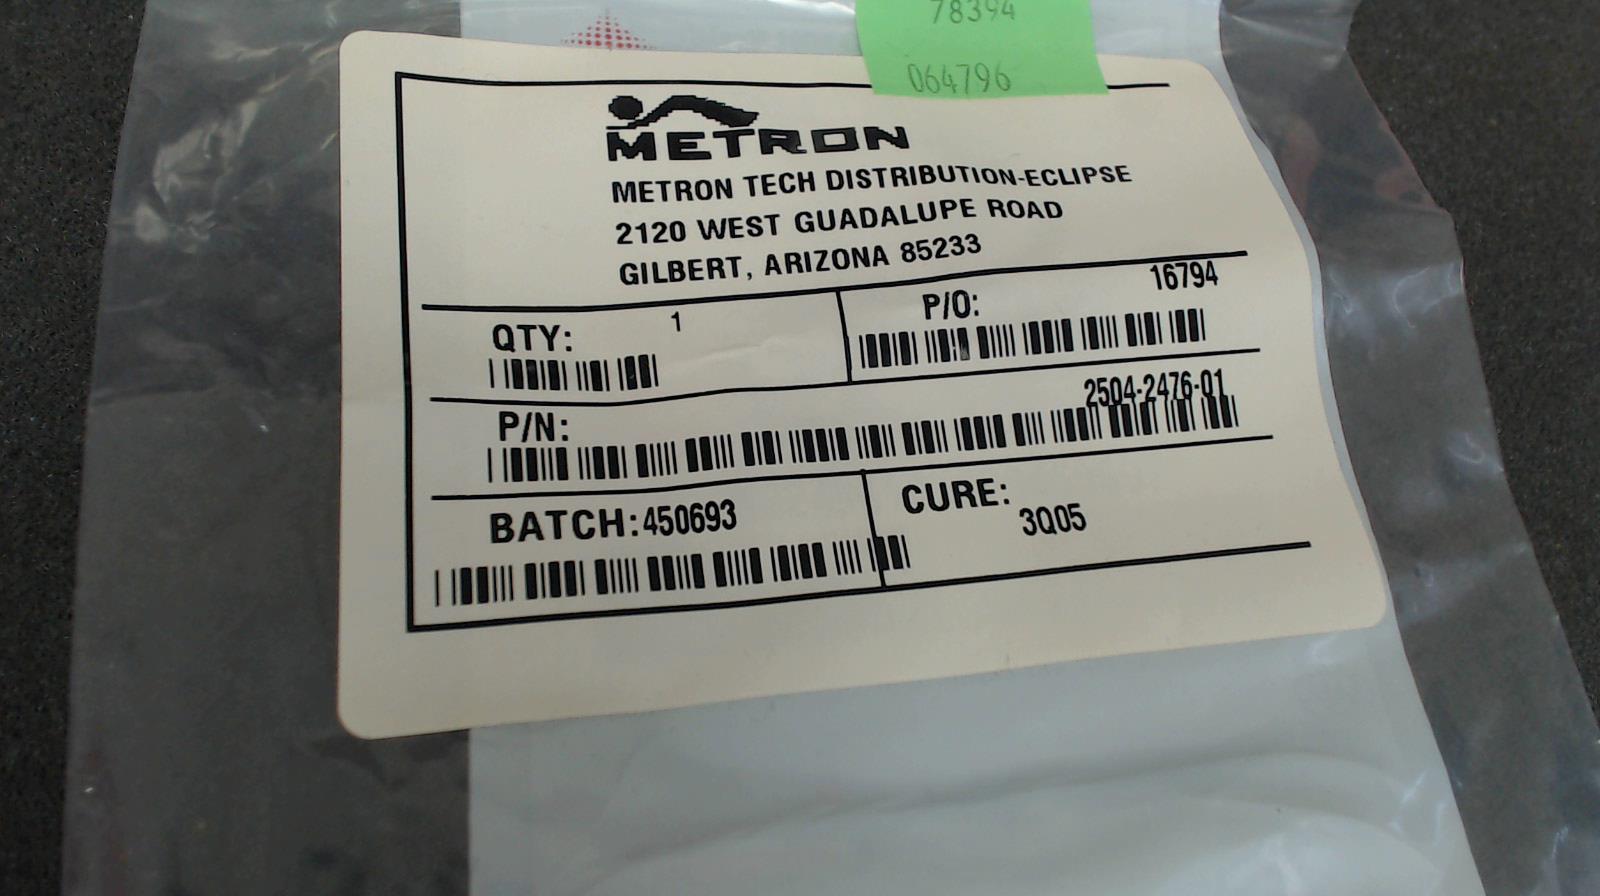 78394
064796
METRON
METRON TECH DISTRIBUTION-ECLIPSE
2120 WEST GUADALUPE ROAD
GILBERT, ARIZONA 85233
QTY: 1
P/O: 16794
P/N: 2504-2476-01
BATCH:450693
CURE: 3Q05